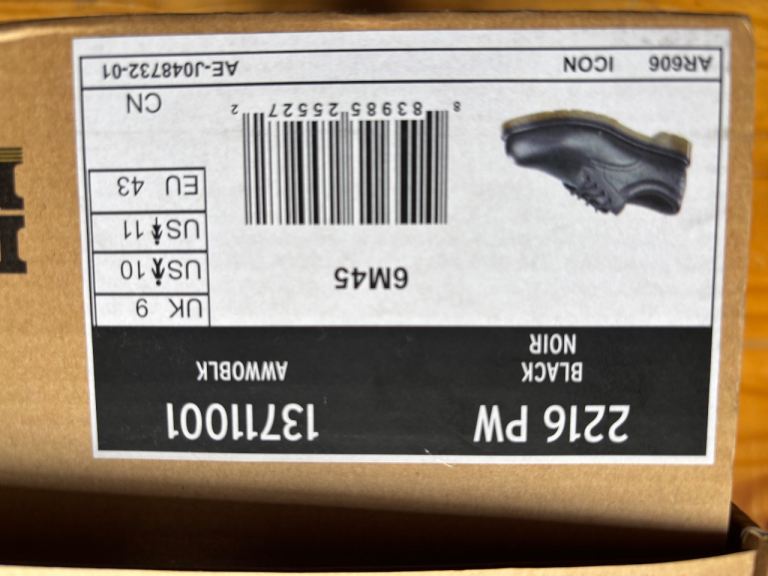 2216 PW 13711001
BLACK AWWOBLK
NOIR
UK 9
US 10
US 11
EU 43
6M45
8 83985 25527 2
CN
AR606 ICON AE-J048732-01